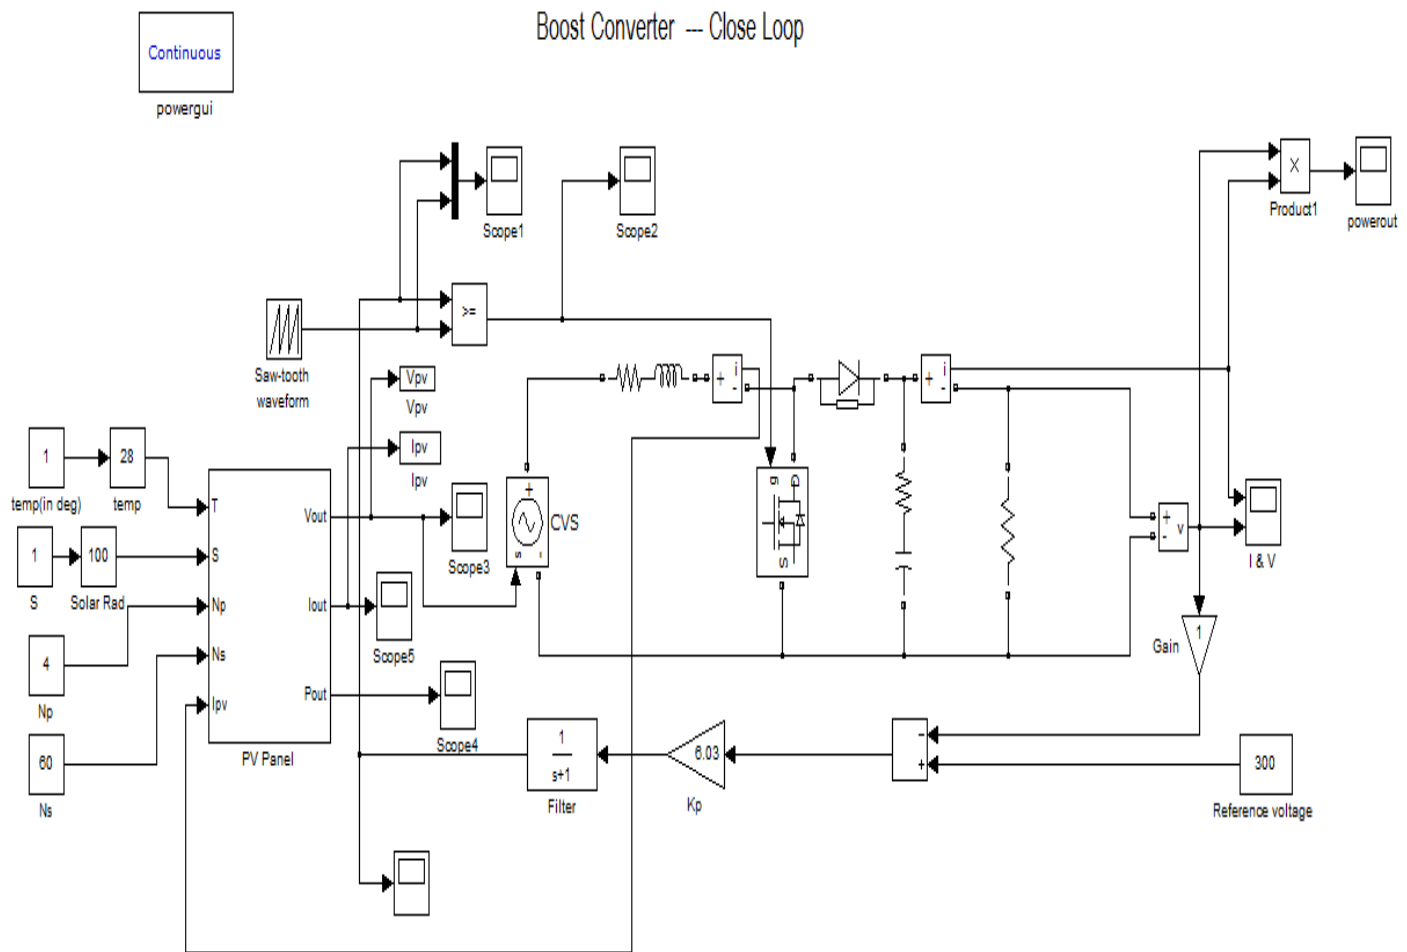 Boost Converter --- Close Loop
Continuous
powergui
Scope1
Scope2
×
Product1
powerout
>=
Saw-tooth
waveform
Vpv
Vpv
Ipv
Ipv
i
+
-
i
+
-
1
temp(in deg)
28
temp
1
S
100
Solar Rad
4
Np
60
Ns
T
S
Np
Ns
Ipv
Vout
Iout
Pout
PV Panel
Scope3
Scope5
Scope4
+
s
-
CVS
g
D
S
+
-
v
I & V
1
Gain
-
+
300
Reference voltage
6.03
Kp
1
s+1
Filter